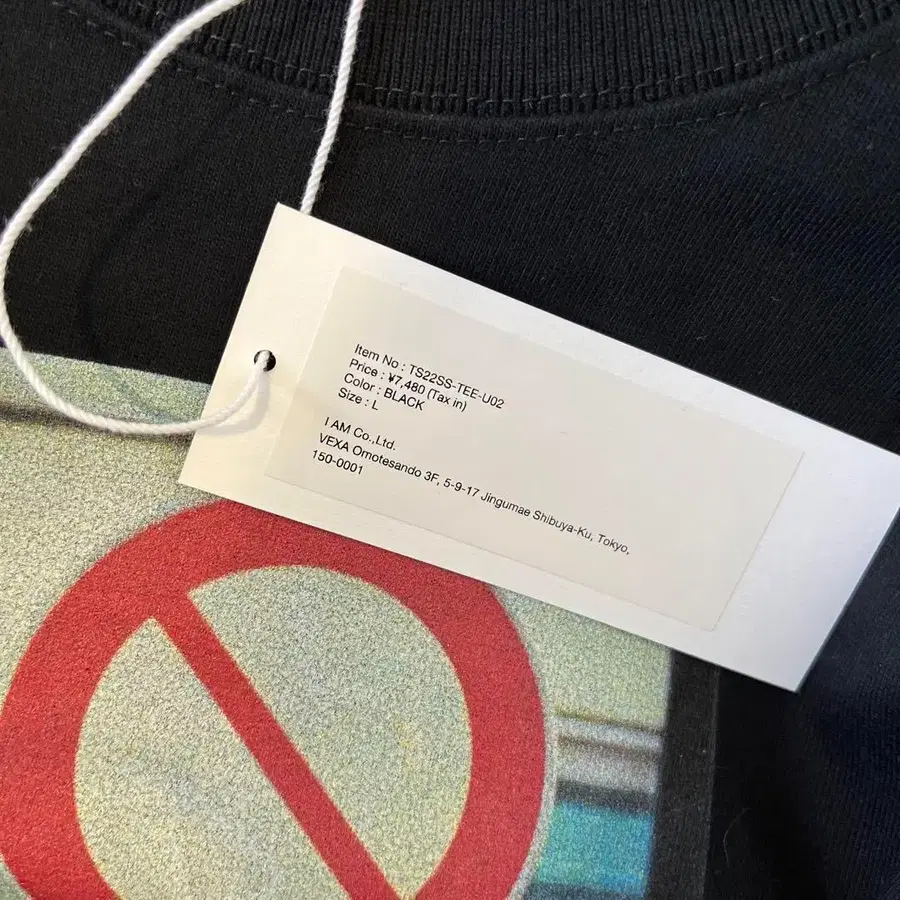 Item No : TS22SS-TEE-U02
Price : ¥7,480 (Tax in)
Color : BLACK
Size : L
I AM Co.,Ltd.
VEXA Omotesando 3F, 5-9-17 Jingumae Shibuya-Ku, Tokyo,
150-0001